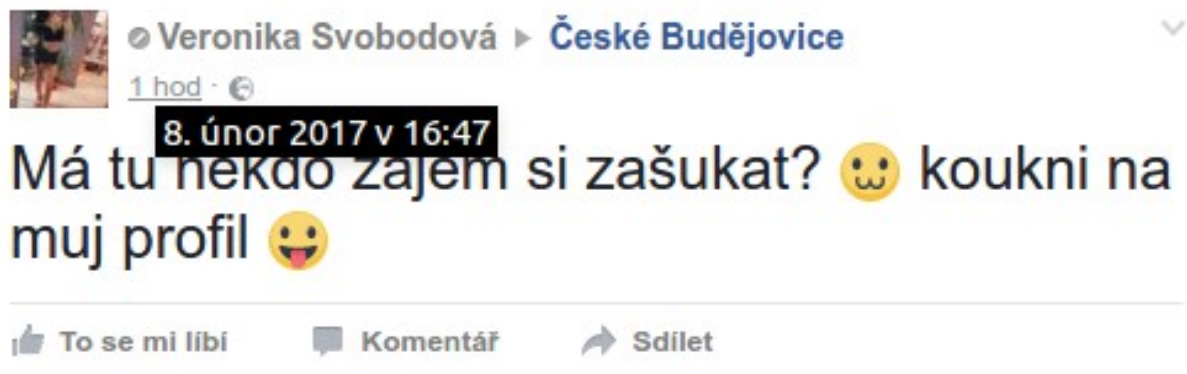 Veronika Svobodová ▸ České Budějovice
1 hod ·
8. únor 2017 v 16:47
Má tu někdo zájem si zašukat? koukni na
muj profil
To se mi líbí Komentář Sdílet